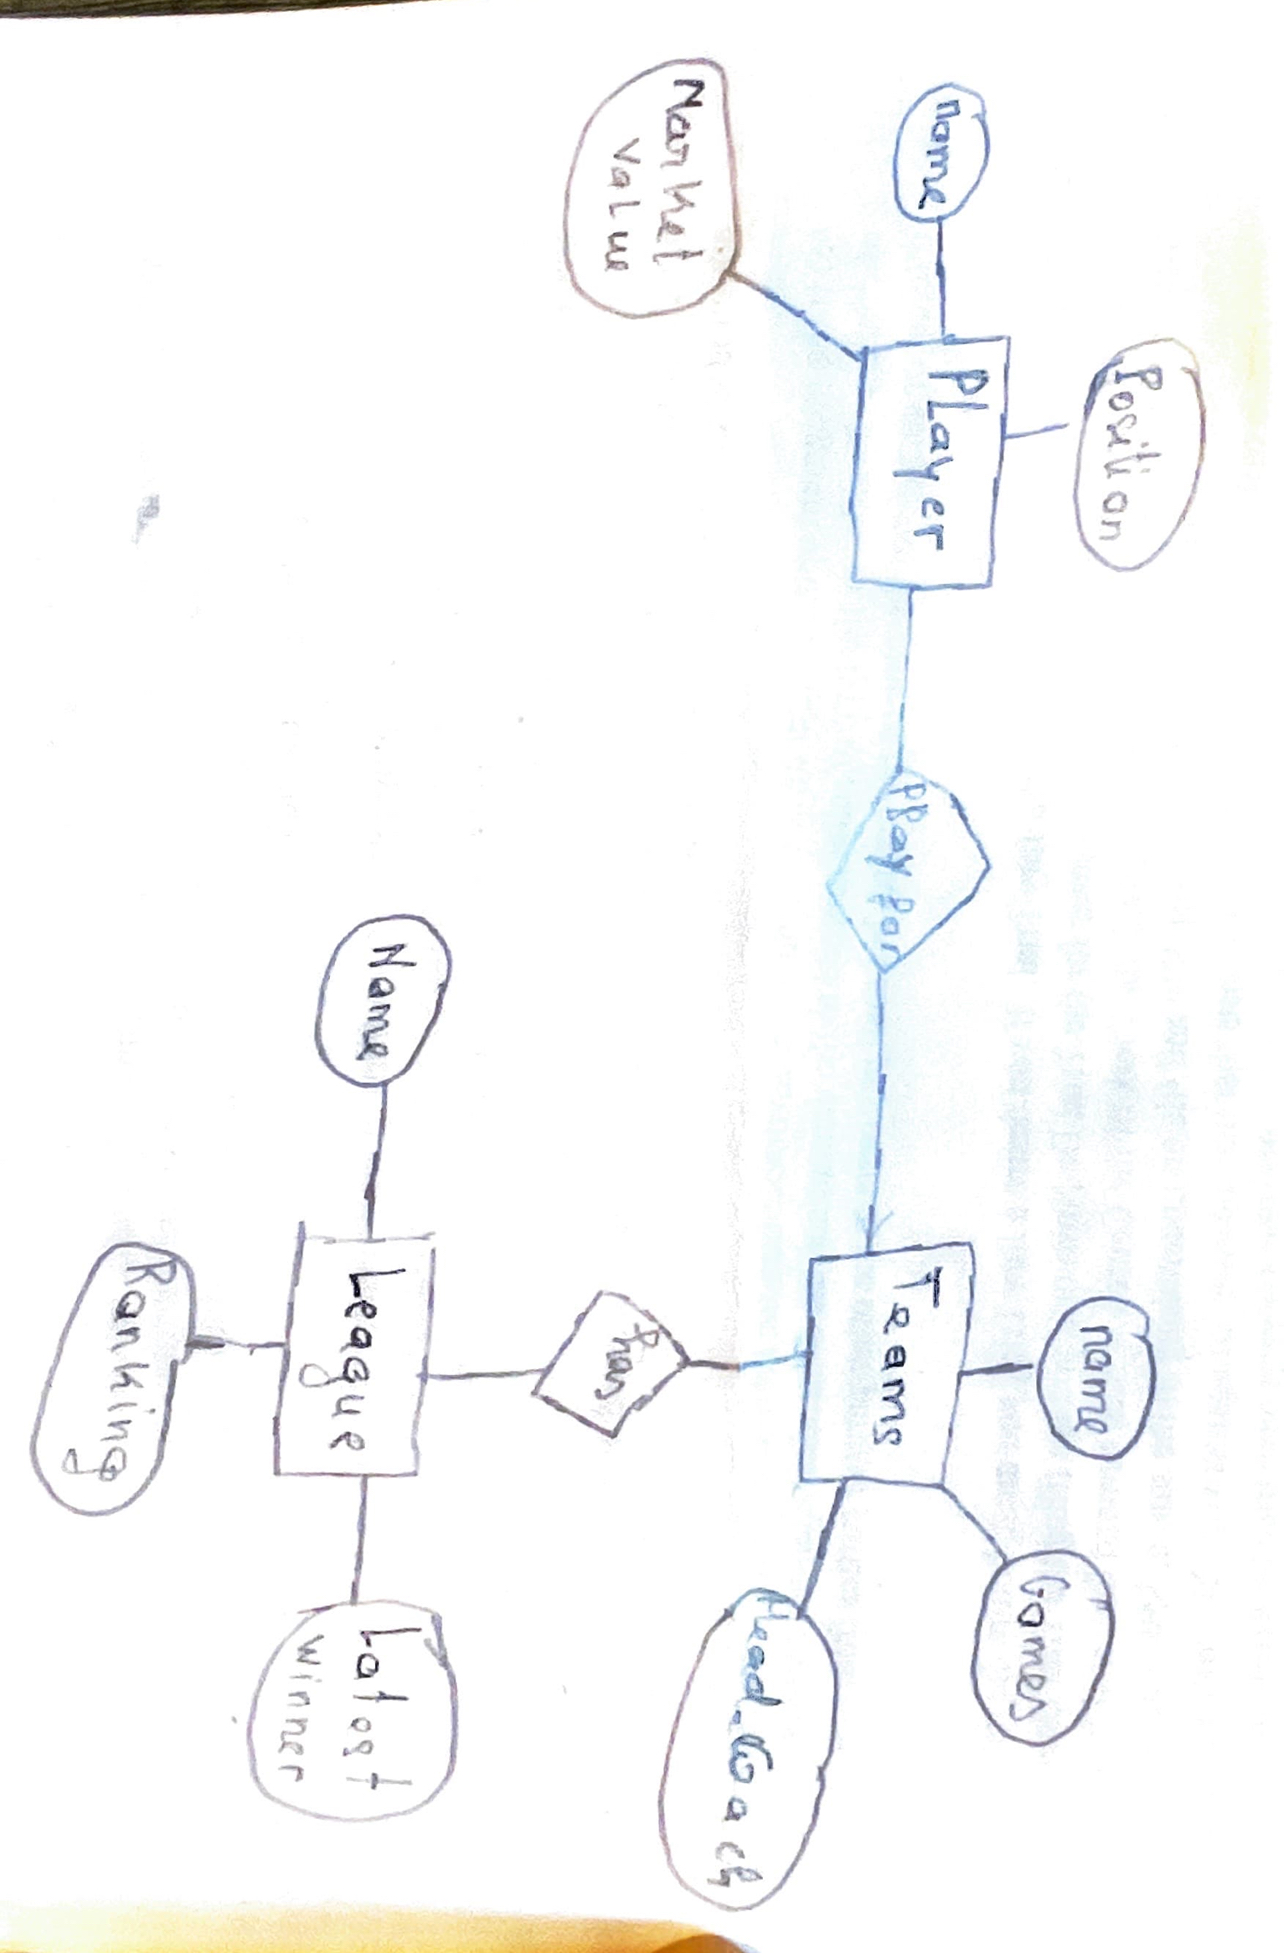 Position
name
Games
Name
Player
Play for
Teams
Head_Coach
Market
Value
has
Name
League
Latest
winner
Ranking